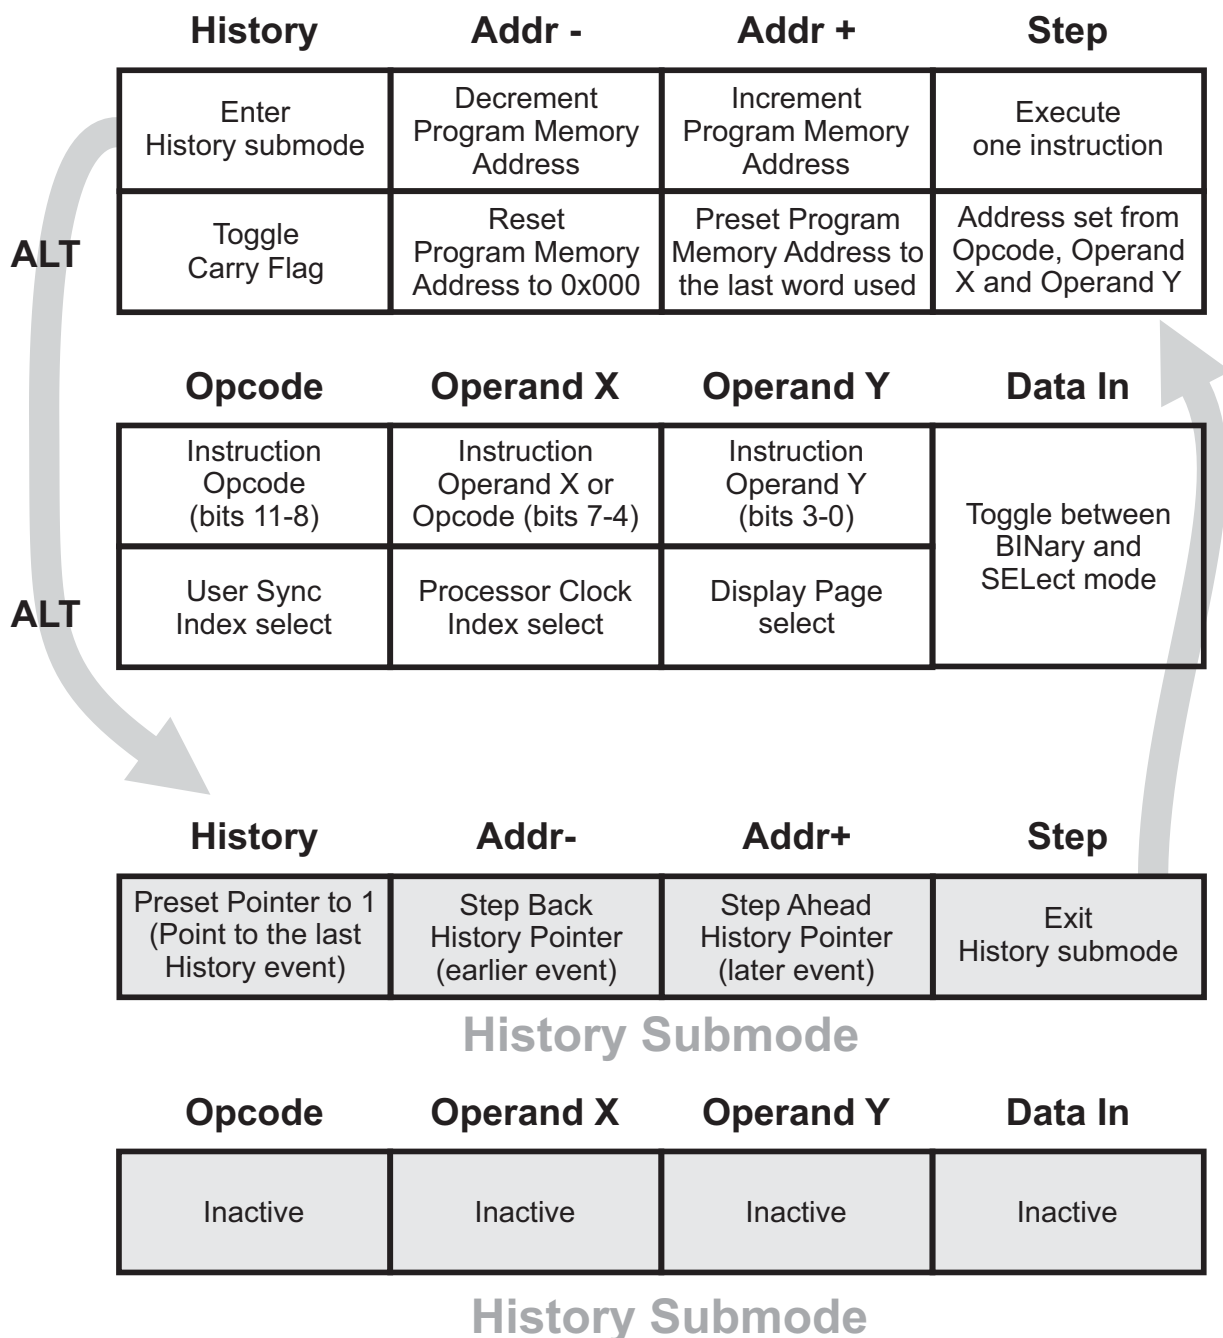 History Addr - Addr + Step
Enter
History submode
Decrement
Program Memory
Address
Increment
Program Memory
Address
Execute
one instruction
ALT
Toggle
Carry Flag
Reset
Program Memory
Address to 0x000
Preset Program
Memory Address to
the last word used
Address set from
Opcode, Operand
X and Operand Y
Opcode Operand X Operand Y Data In
Instruction
Opcode
(bits 11-8)
Instruction
Operand X or
Opcode (bits 7-4)
Instruction
Operand Y
(bits 3-0)
Toggle between
BINary and
SELect mode
ALT
User Sync
Index select
Processor Clock
Index select
Display Page
select
History Addr- Addr+ Step
Preset Pointer to 1
(Point to the last
History event)
Step Back
History Pointer
(earlier event)
Step Ahead
History Pointer
(later event)
Exit
History submode
History Submode
Opcode Operand X Operand Y Data In
Inactive Inactive Inactive Inactive
History Submode